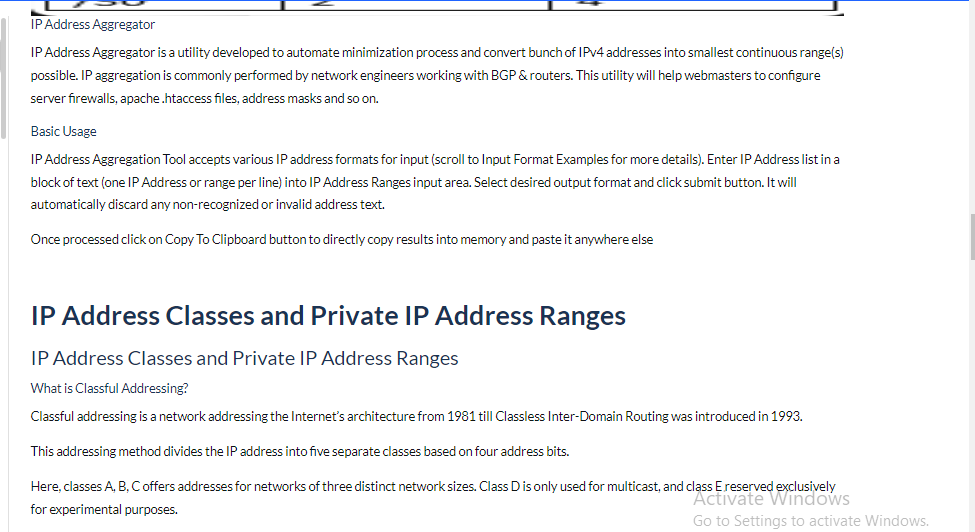 IP Address Aggregator
IP Address Aggregator is a utility developed to automate minimization process and convert bunch of IPv4 addresses into smallest continuous range(s)
possible. IP aggregation is commonly performed by network engineers working with BGP & routers. This utility will help webmasters to configure
server firewalls, apache .htaccess files, address masks and so on.
Basic Usage
IP Address Aggregation Tool accepts various IP address formats for input (scroll to Input Format Examples for more details). Enter IP Address list in a
block of text (one IP Address or range per line) into IP Address Ranges input area. Select desired output format and click submit button. It will
automatically discard any non-recognized or invalid address text.
Once processed click on Copy To Clipboard button to directly copy results into memory and paste it anywhere else
IP Address Classes and Private IP Address Ranges
IP Address Classes and Private IP Address Ranges
What is Classful Addressing?
Classful addressing is a network addressing the Internet's architecture from 1981 till Classless Inter-Domain Routing was introduced in 1993.
This addressing method divides the IP address into five separate classes based on four address bits.
Here, classes A, B, C offers addresses for networks of three distinct network sizes. Class D is only used for multicast, and class E reserved exclusively
for experimental purposes.
Activate Windows
Go to Settings to activate Windows.